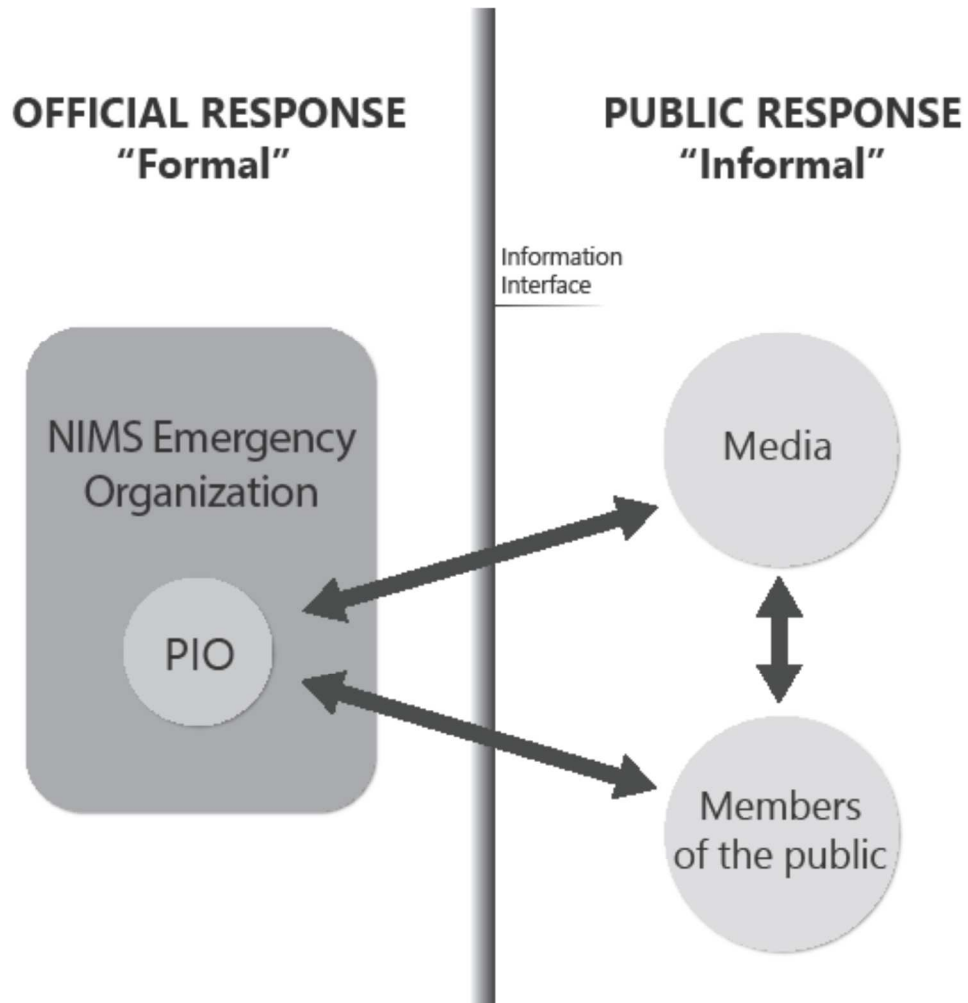 OFFICIAL RESPONSE
“Formal”
PUBLIC RESPONSE
“Informal”
Information
Interface
NIMS Emergency
Organization
PIO
Media
Members
of the public